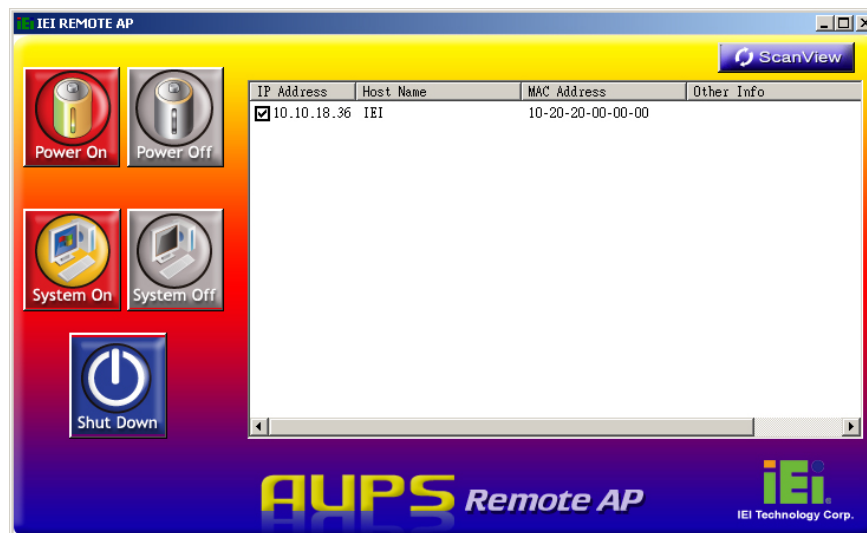 IEI REMOTE AP
ScanView
Power On
Power Off
IP Address Host Name MAC Address Other Info
10.10.18.36 IEI 10-20-20-00-00-00
System On
System Off
Shut Down
AUPS Remote AP
iEi
IEI Technology Corp.